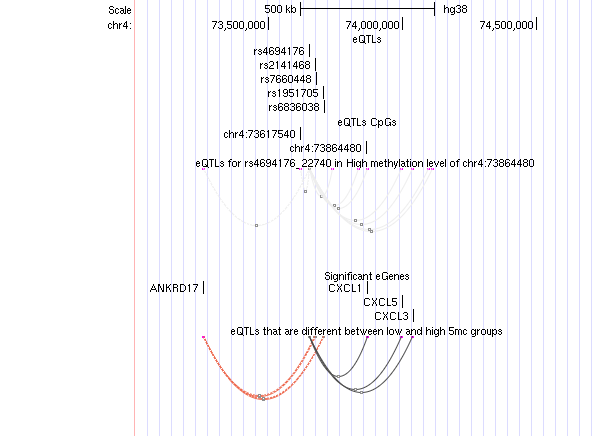 Scale 500 kb hg38
chr4: 73,500,000 74,000,000 74,500,000
eQTLs
rs4694176
rs2141468
rs7660448
rs1951705
rs6836038
eQTLs CpGs
chr4:73617540
chr4:73864480
eQTLs for rs4694176_22740 in High methylation level of chr4:73864480
Significant eGenes
ANKRD17 CXCL1
CXCL5
CXCL3
eQTLs that are different between low and high 5mc groups